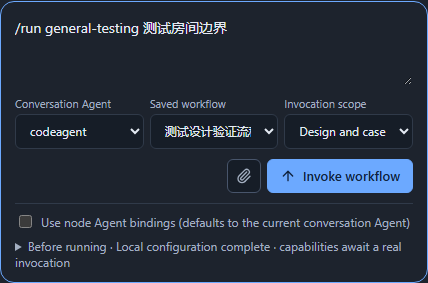 /run general-testing 测试房间边界
Conversation Agent
Saved workflow
Invocation scope
codeagent
测试设计验证流
Design and case
Invoke workflow
Use node Agent bindings (defaults to the current conversation Agent)
Before running · Local configuration complete · capabilities await a real
invocation